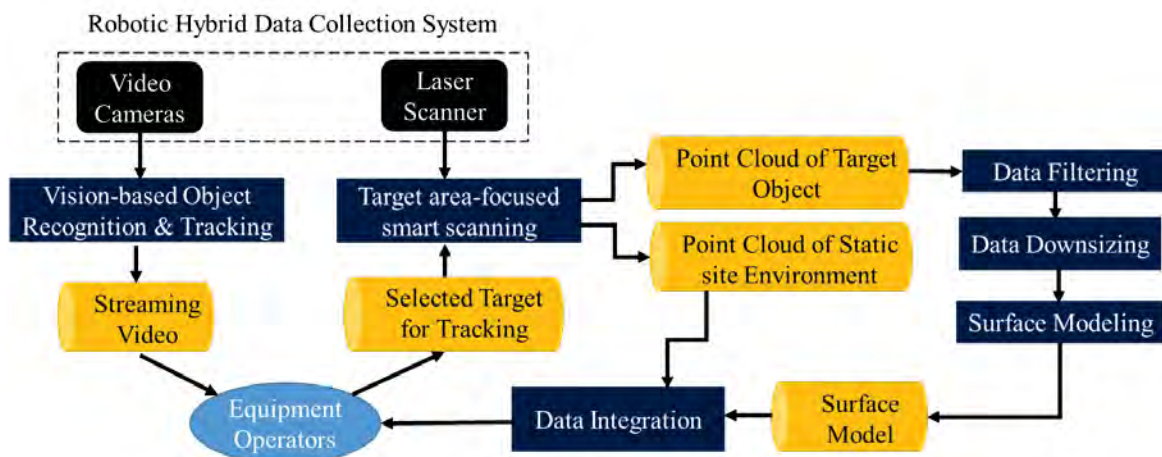 Robotic Hybrid Data Collection System
Video
Cameras
Laser
Scanner
Vision-based Object
Recognition & Tracking
Target area-focused
smart scanning
Point Cloud of Target
Object
Data Filtering
Point Cloud of Static
site Environment
Data Downsizing
Streaming
Video
Selected Target
for Tracking
Surface Modeling
Equipment
Operators
Data Integration
Surface
Model